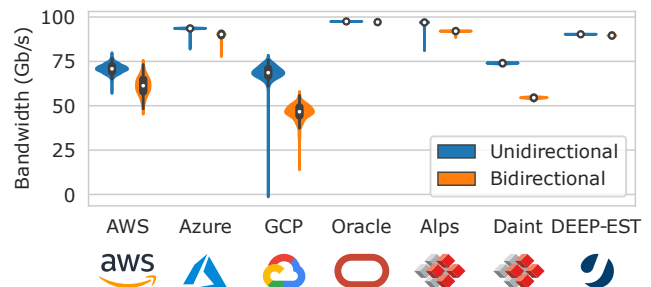 Bandwidth (Gb/s)
100
75
50
25
0
Unidirectional
Bidirectional
AWS Azure GCP Oracle Alps Daint DEEP-EST
aws